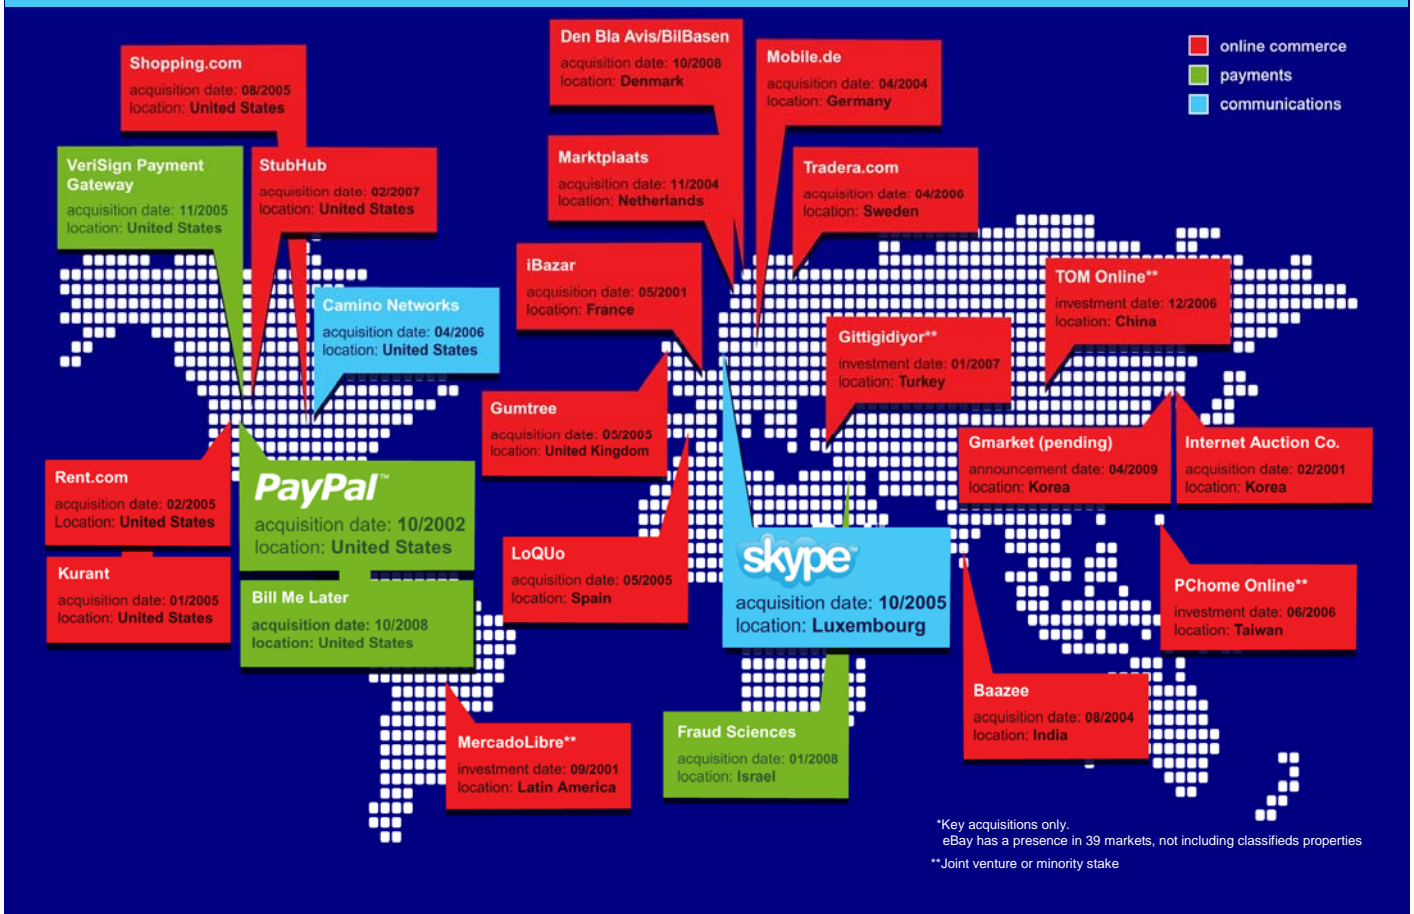 Shopping.com
acquisition date: 08/2005
location: United States
VeriSign Payment
Gateway
acquisition date: 11/2005
location: United States
StubHub
acquisition date: 02/2007
location: United States
Camino Networks
acquisition date: 04/2006
location: United States
Rent.com
acquisition date: 02/2005
Location: United States
Kurant
acquisition date: 01/2005
location: United States
PayPal™
acquisition date: 10/2002
location: United States
Bill Me Later
acquisition date: 10/2008
location: United States
MercadoLibre**
investment date: 09/2001
location: Latin America
Den Bla Avis/BilBasen
acquisition date: 10/2008
location: Denmark
Mobile.de
acquisition date: 04/2004
location: Germany
Marktplaats
acquisition date: 11/2004
location: Netherlands
Tradera.com
acquisition date: 04/2006
location: Sweden
iBazar
acquisition date: 05/2001
location: France
Gumtree
acquisition date: 05/2005
location: United Kingdom
LoQUo
acquisition date: 05/2005
location: Spain
skype™
acquisition date: 10/2005
location: Luxembourg
Fraud Sciences
acquisition date: 01/2008
location: Israel
Gittigidiyor**
investment date: 01/2007
location: Turkey
TOM Online**
investment date: 12/2006
location: China
Gmarket (pending)
announcement date: 04/2009
location: Korea
Internet Auction Co.
acquisition date: 02/2001
location: Korea
PChome Online**
investment date: 06/2006
location: Taiwan
Baazee
acquisition date: 08/2004
location: India
online commerce
payments
communications
*Key acquisitions only.
eBay has a presence in 39 markets, not including classifieds properties
**Joint venture or minority stake